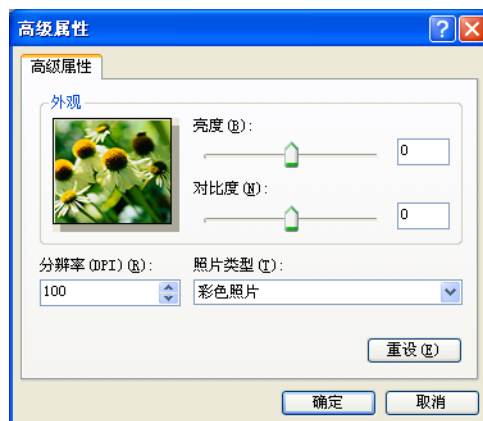 高级属性
高级属性
外观
亮度(B):
0
对比度(N):
0
分辨率(DPI)(R):
照片类型(T):
100
彩色照片
重设(E)
确定
取消